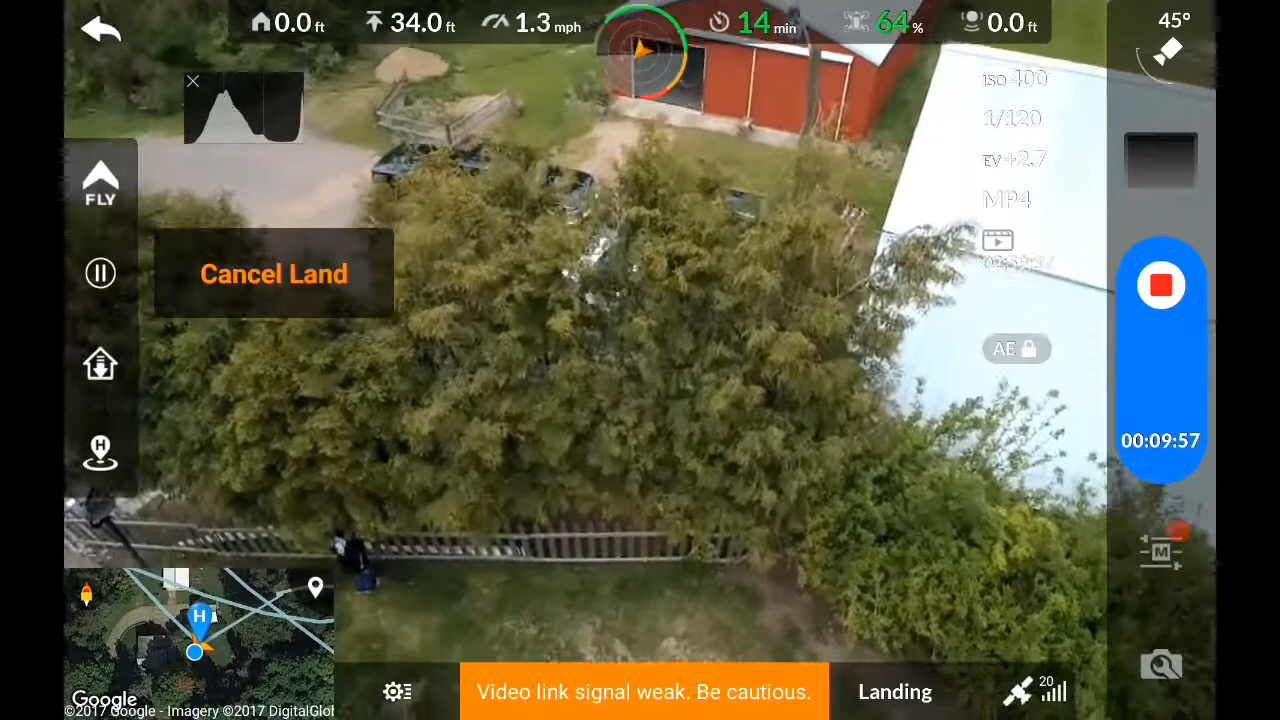 0.0 ft
34.0 ft
1.3 mph
14 min
64 %
0.0 ft
45°
ISO 400
1/120
EV +2.7
MP4
FLY
Cancel Land
AE
00:09:57
M
H
H
Google
©2017 Google - Imagery ©2017 DigitalGlo
Video link signal weak. Be cautious.
Landing
20